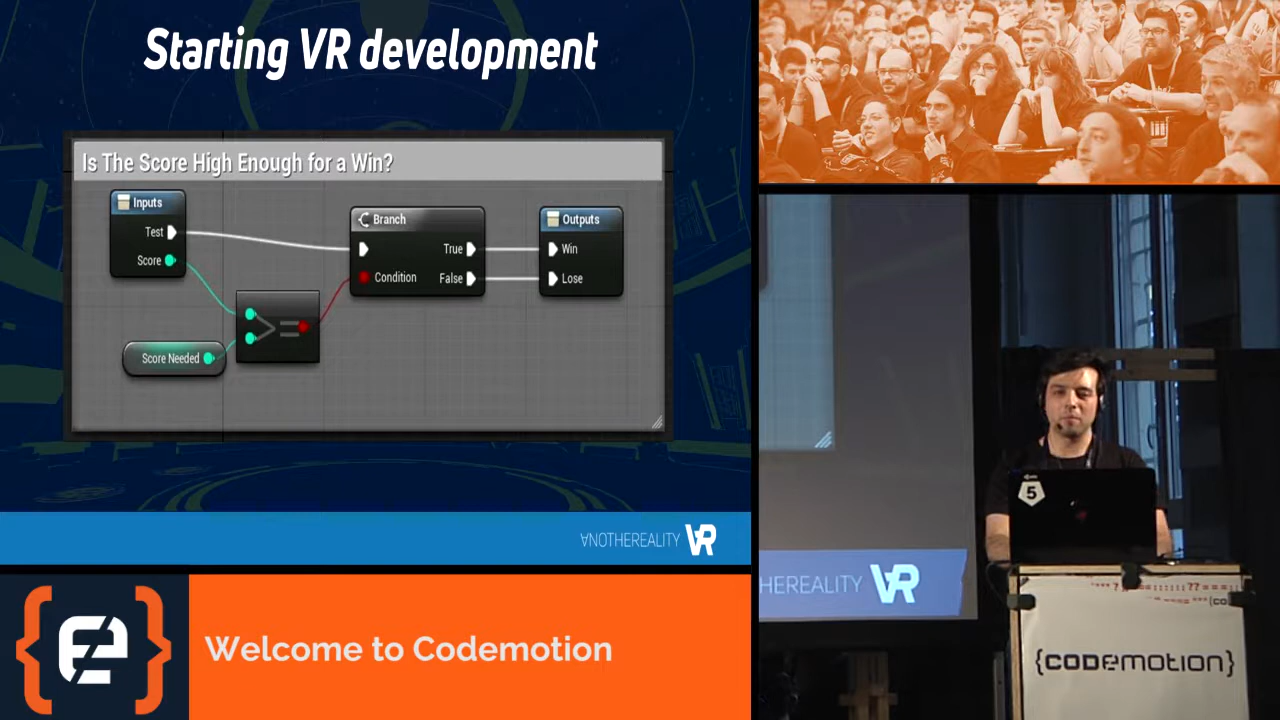 Starting VR development
Is The Score High Enough for a Win?
Inputs
Test
Score
Score Needed
>=
Branch
True
Condition
False
Outputs
Win
Lose
∀NOTHEREALITY VR
Welcome to Codemotion
5
HEREALITY VR
{CODEMOTION}